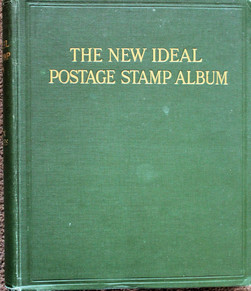 THE NEW IDEAL
POSTAGE STAMP ALBUM